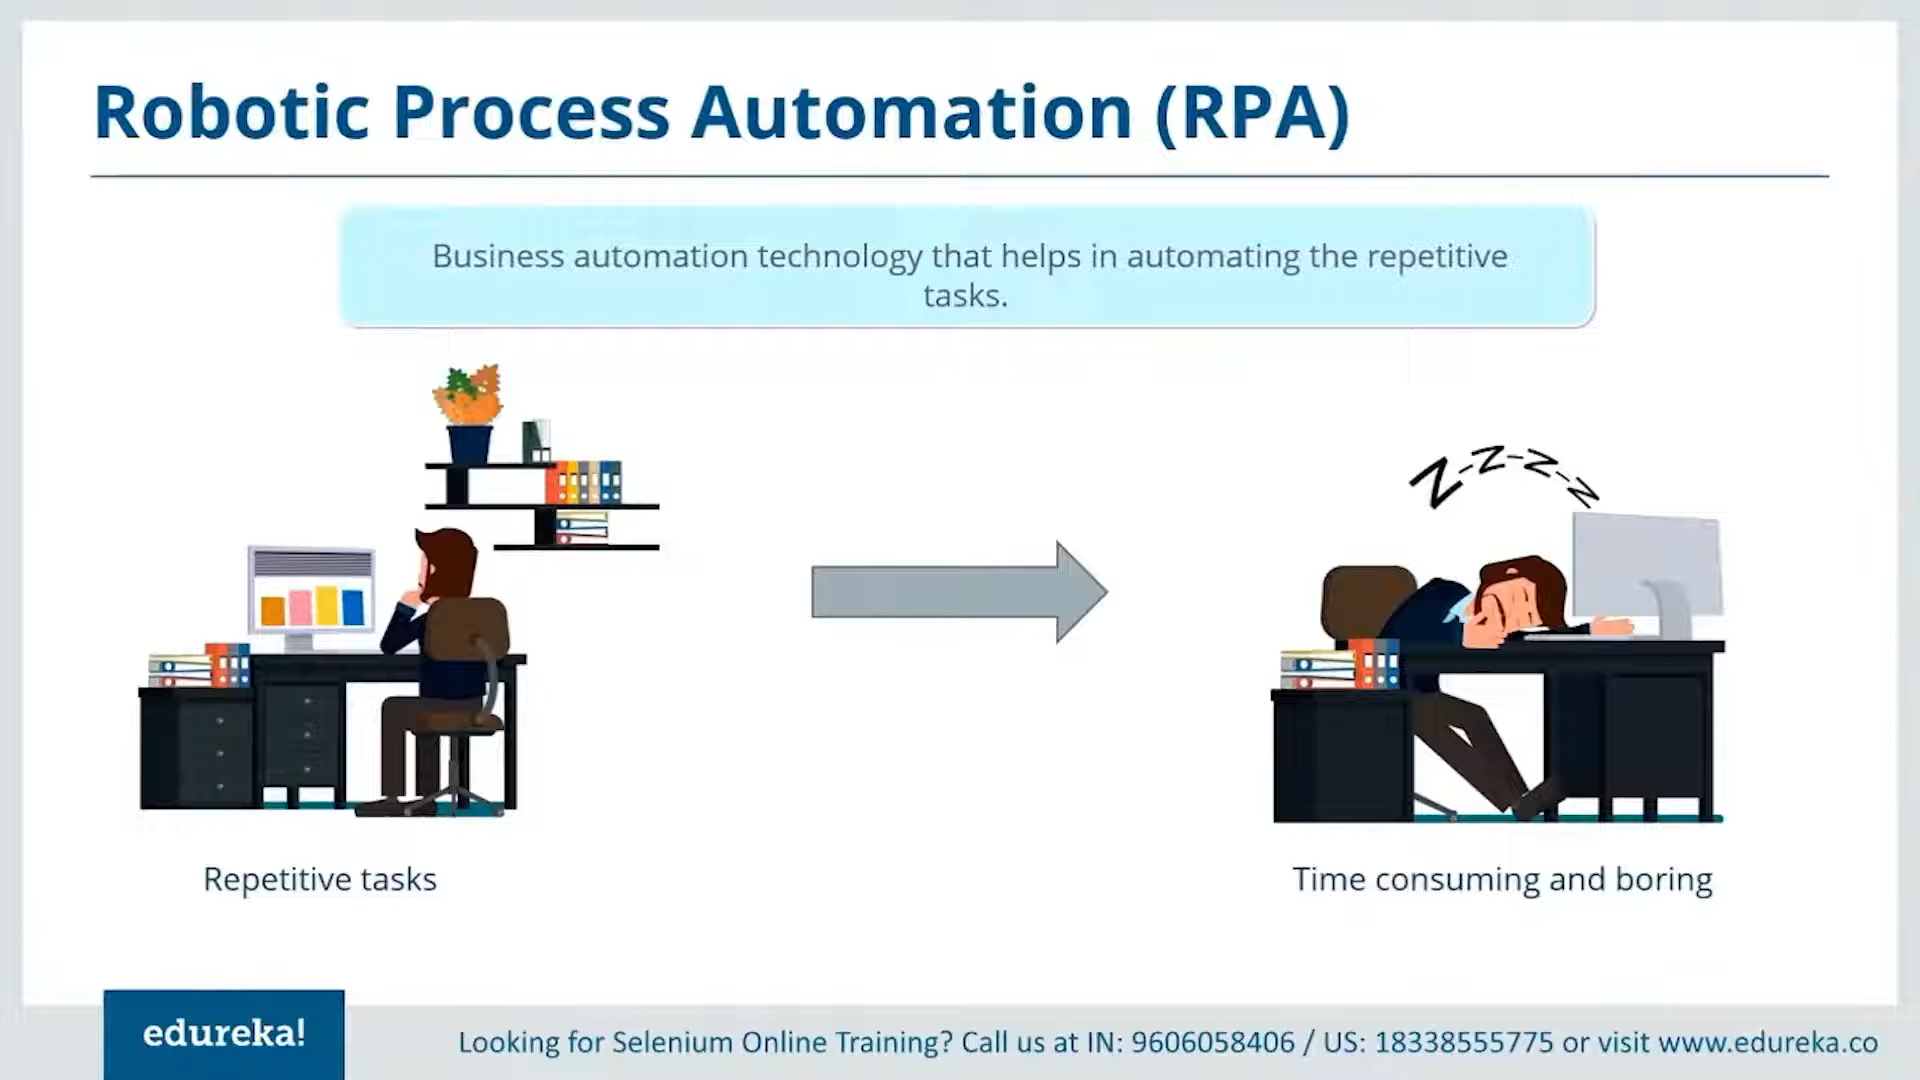 Robotic Process Automation (RPA)
Business automation technology that helps in automating the repetitive
tasks.
Z-Z-Z-Z
Repetitive tasks
Time consuming and boring
edureka!
Looking for Selenium Online Training? Call us at IN: 9606058406 / US: 18338555775 or visit www.edureka.co